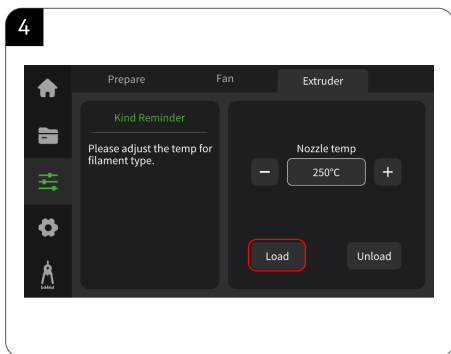 4
Prepare Fan Extruder
Kind Reminder
Please adjust the temp for
filament type.
Nozzle temp
− 250°C +
Load Unload